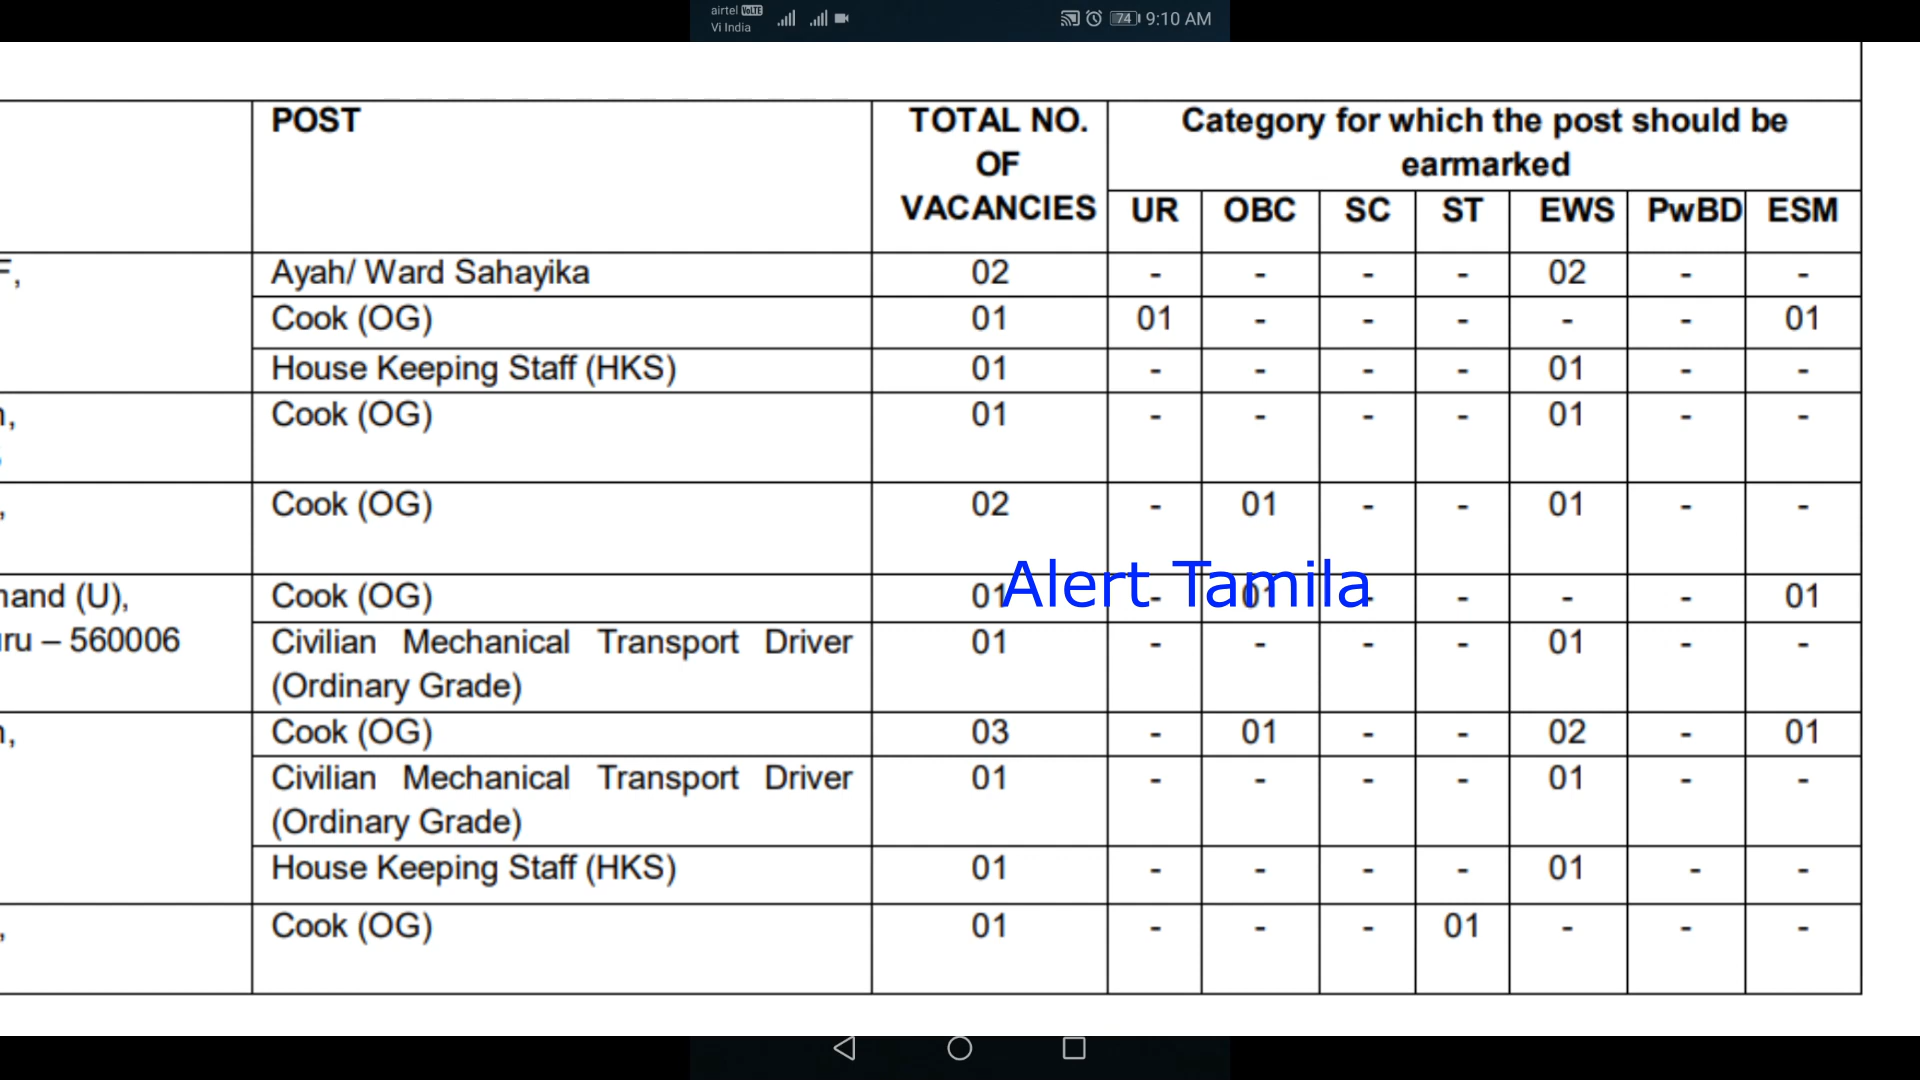 airtel VoLTE
Vi India
74 9:10 AM
POST TOTAL NO. OF VACANCIES Category for which the post should be earmarked
UR OBC SC ST EWS PwBD ESM
Ayah/ Ward Sahayika 02 - - - - 02 - -
Cook (OG) 01 01 - - - - - 01
House Keeping Staff (HKS) 01 - - - - 01 - -
Cook (OG) 01 - - - - 01 - -
Cook (OG) 02 - 01 - - 01 - -
Alert Tamila
(U), Cook (OG) 01 - 01 - - - - 01
– 560006 Civilian Mechanical Transport Driver 01 - - - - 01 - -
(Ordinary Grade)
Cook (OG) 03 - 01 - - 02 - 01
Civilian Mechanical Transport Driver 01 - - - - 01 - -
(Ordinary Grade)
House Keeping Staff (HKS) 01 - - - - 01 - -
Cook (OG) 01 - - - 01 - - -